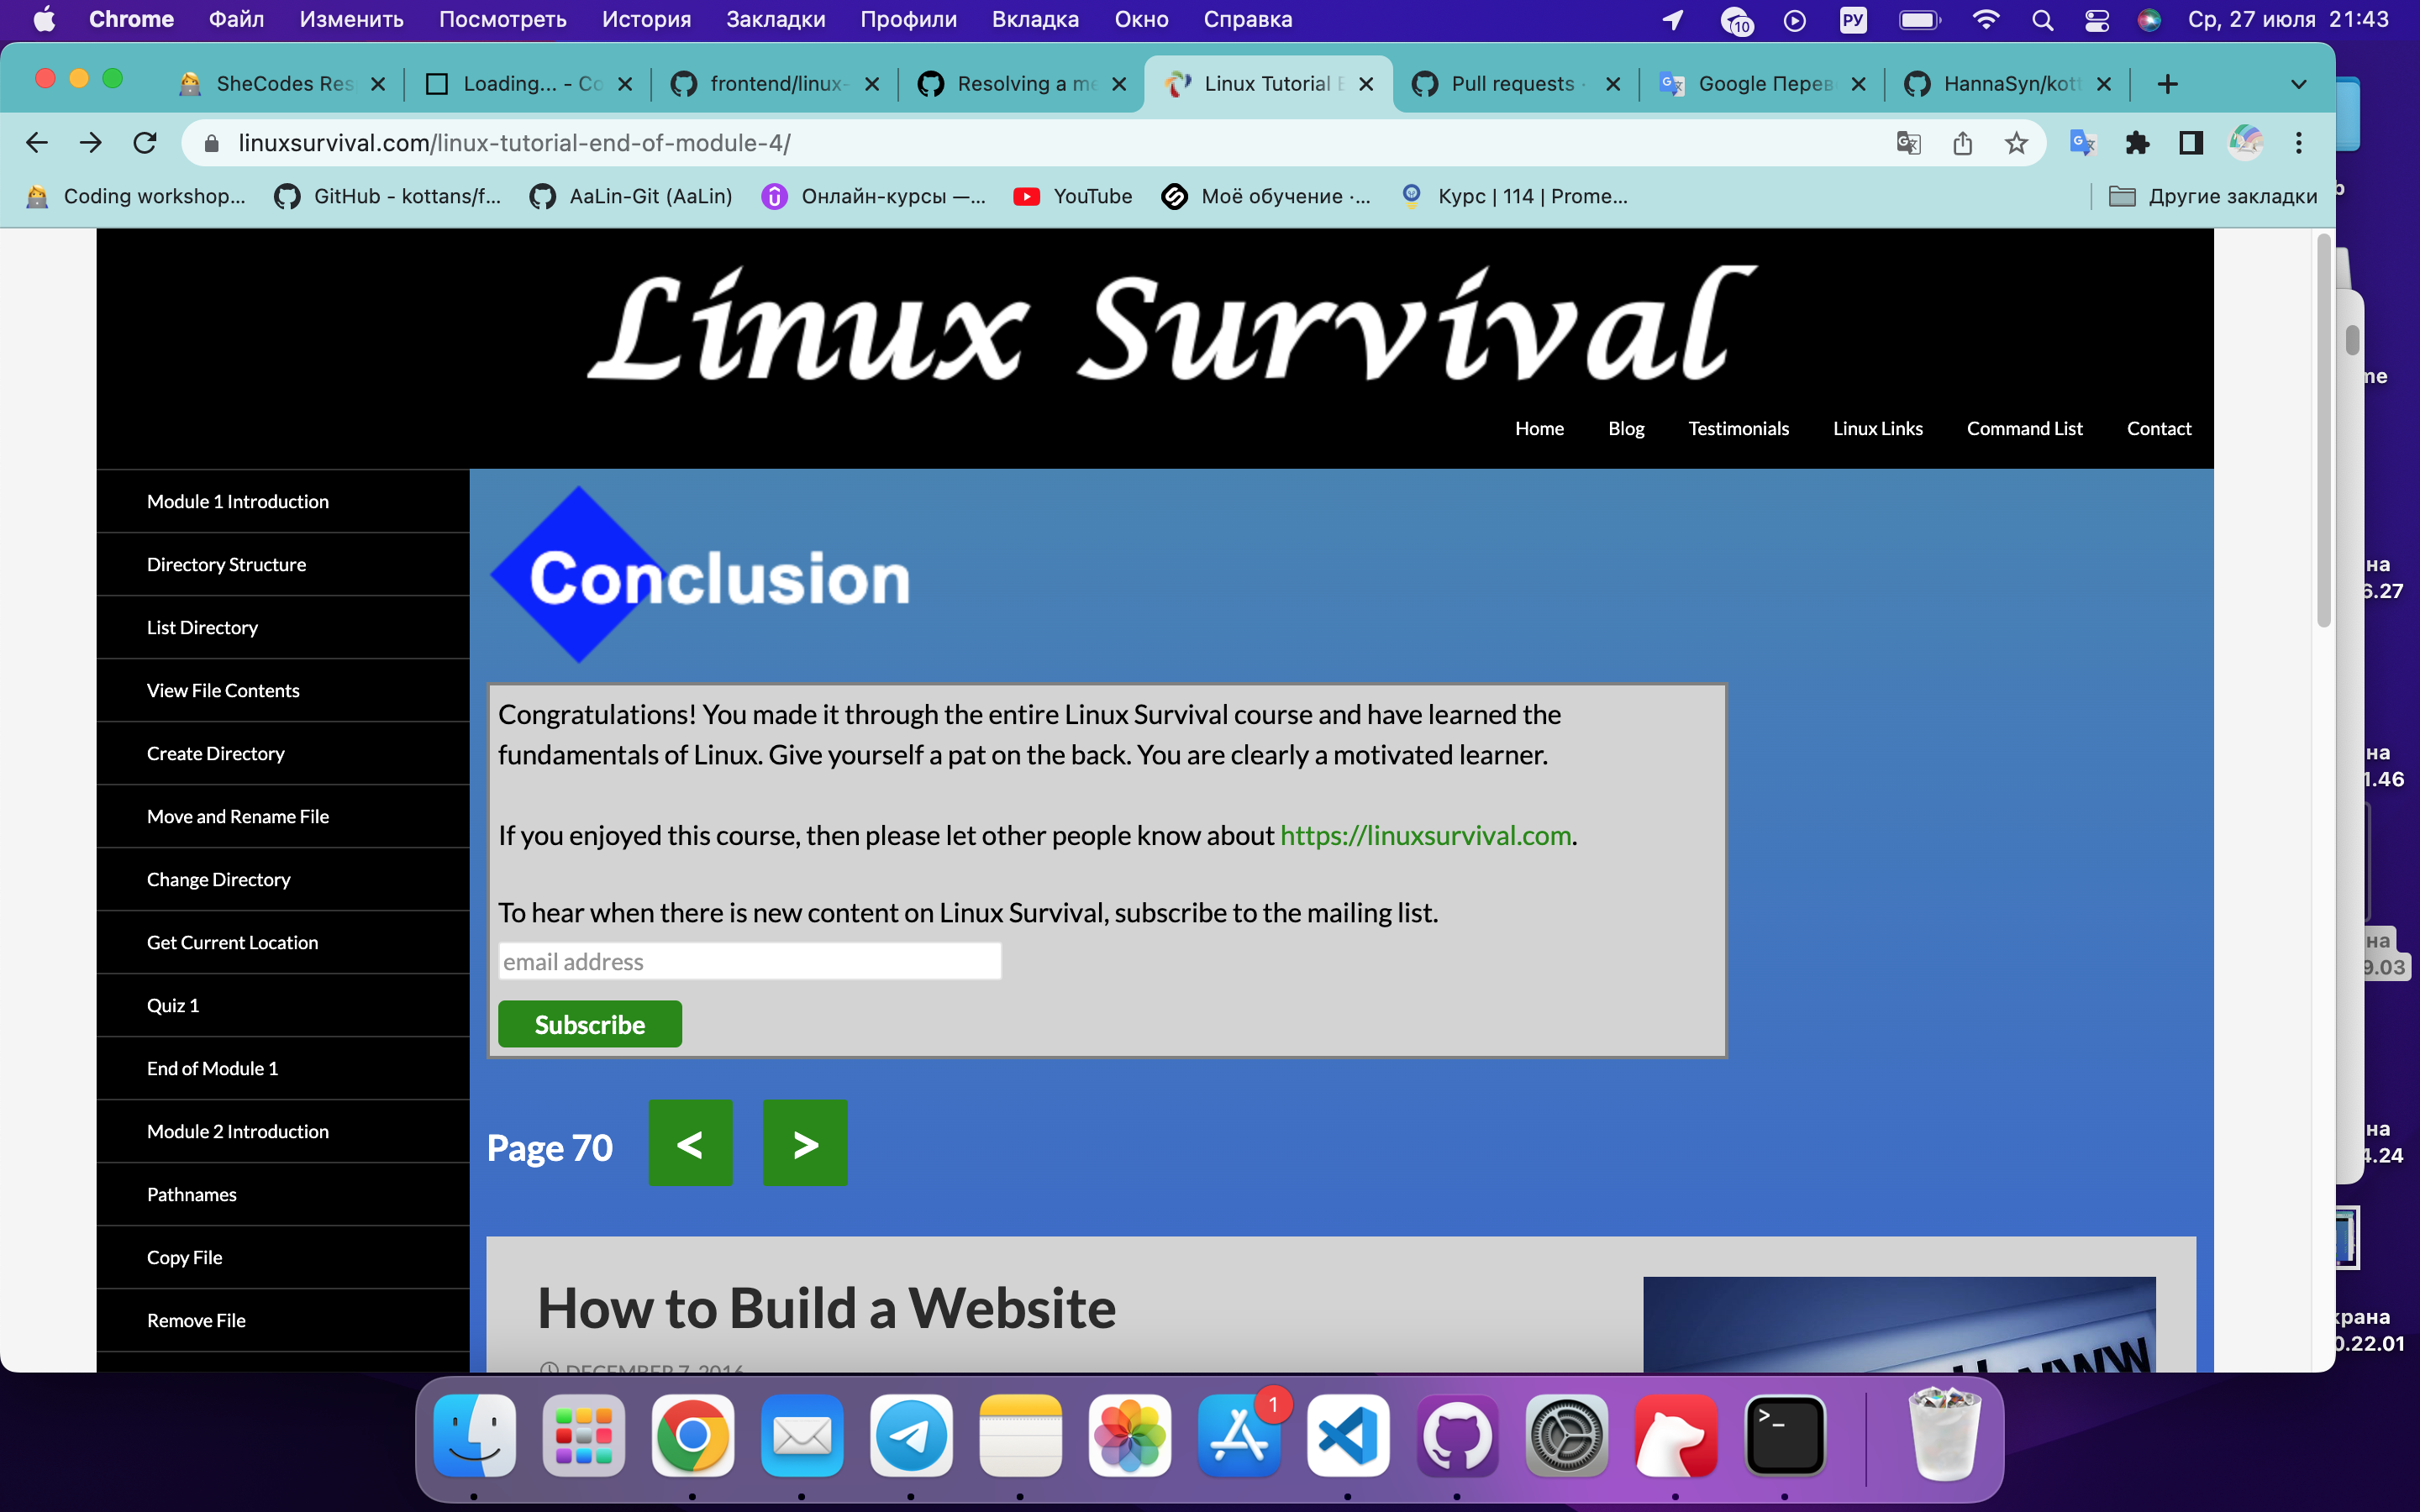 Chrome Файл Изменить Посмотреть История Закладки Профили Вкладка Окно Справка 10 РУ Ср, 27 июля 21:43
SheCodes Res Loading... - Co frontend/linux- Resolving a me Linux Tutorial E Pull requests · Google Перев HannaSyn/kott
linuxsurvival.com/linux-tutorial-end-of-module-4/
Coding workshop... GitHub - kottans/f... AaLin-Git (AaLin) Онлайн-курсы —... YouTube Моё обучение ·... Курс | 114 | Prome... Другие закладки
Linux Survival
Home Blog Testimonials Linux Links Command List Contact
Module 1 Introduction
Directory Structure
List Directory
View File Contents
Create Directory
Move and Rename File
Change Directory
Get Current Location
Quiz 1
End of Module 1
Module 2 Introduction
Pathnames
Copy File
Remove File
Conclusion
Congratulations! You made it through the entire Linux Survival course and have learned the
fundamentals of Linux. Give yourself a pat on the back. You are clearly a motivated learner.
If you enjoyed this course, then please let other people know about https://linuxsurvival.com.
To hear when there is new content on Linux Survival, subscribe to the mailing list.
email address
Subscribe
Page 70 < >
How to Build a Website
DECEMBER 7, 2016
www
на
6.27
на
1.46
на
9.03
на
4.24
крана
0.22.01
1
>_